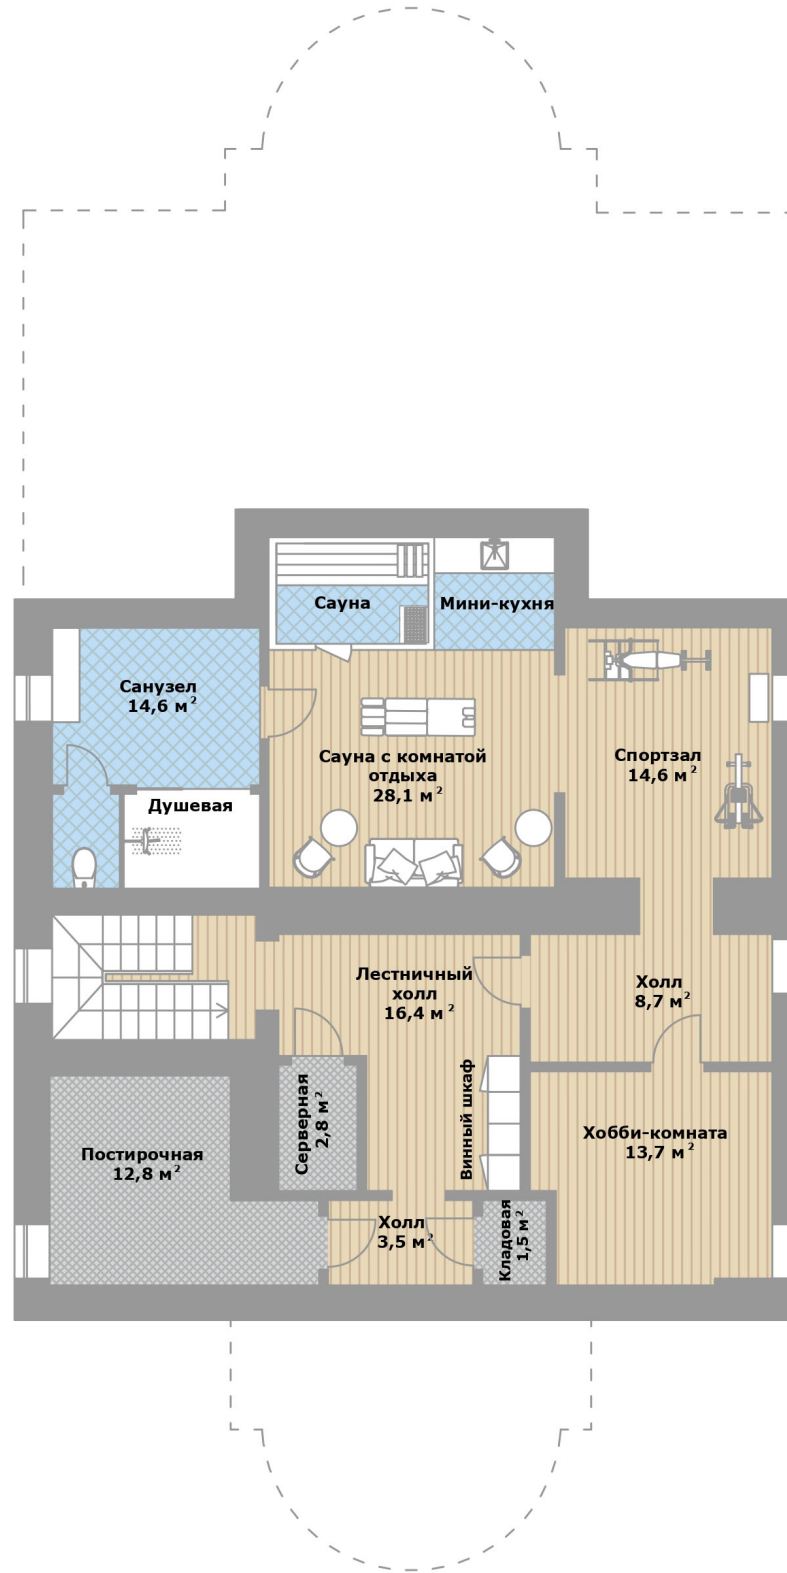 Сауна
Мини-кухня
Санузел
14,6 м²
Сауна с комнатой
отдыха
28,1 м²
Спортзал
14,6 м²
Душевая
Лестничный
холл
16,4 м²
Холл
8,7 м²
Серверная
2,8 м²
Винный шкаф
Хобби-комната
13,7 м²
Постирочная
12,8 м²
Холл
3,5 м²
Кладовая
1,5 м²